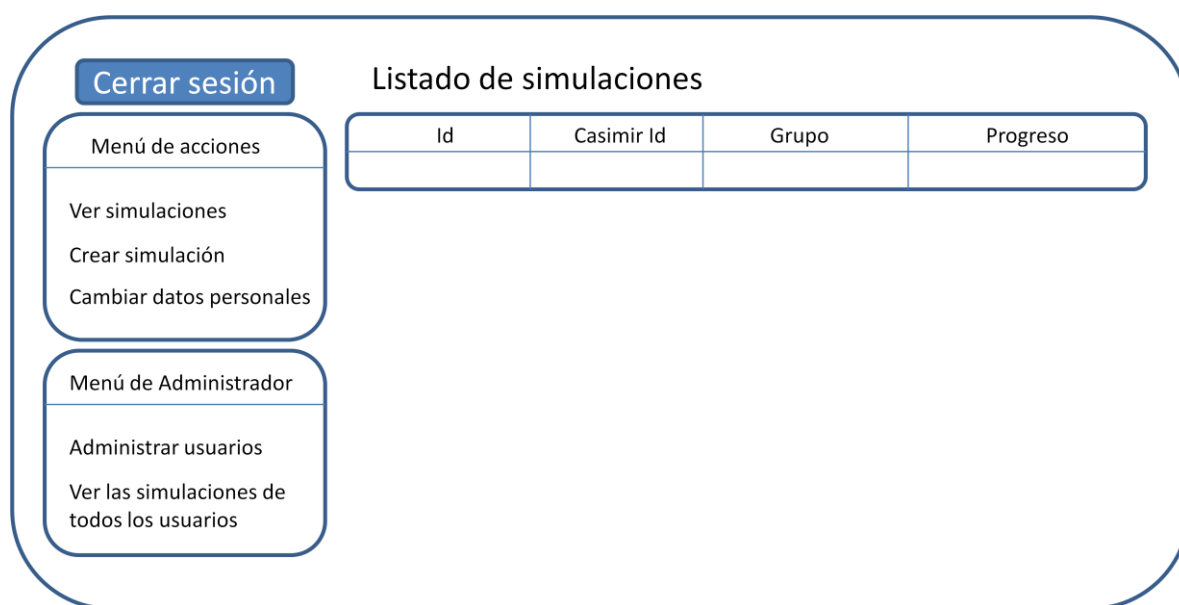 Cerrar sesión
Listado de simulaciones
Menú de acciones
Ver simulaciones
Crear simulación
Cambiar datos personales
Menú de Administrador
Administrar usuarios
Ver las simulaciones de
todos los usuarios
Id Casimir Id Grupo Progreso